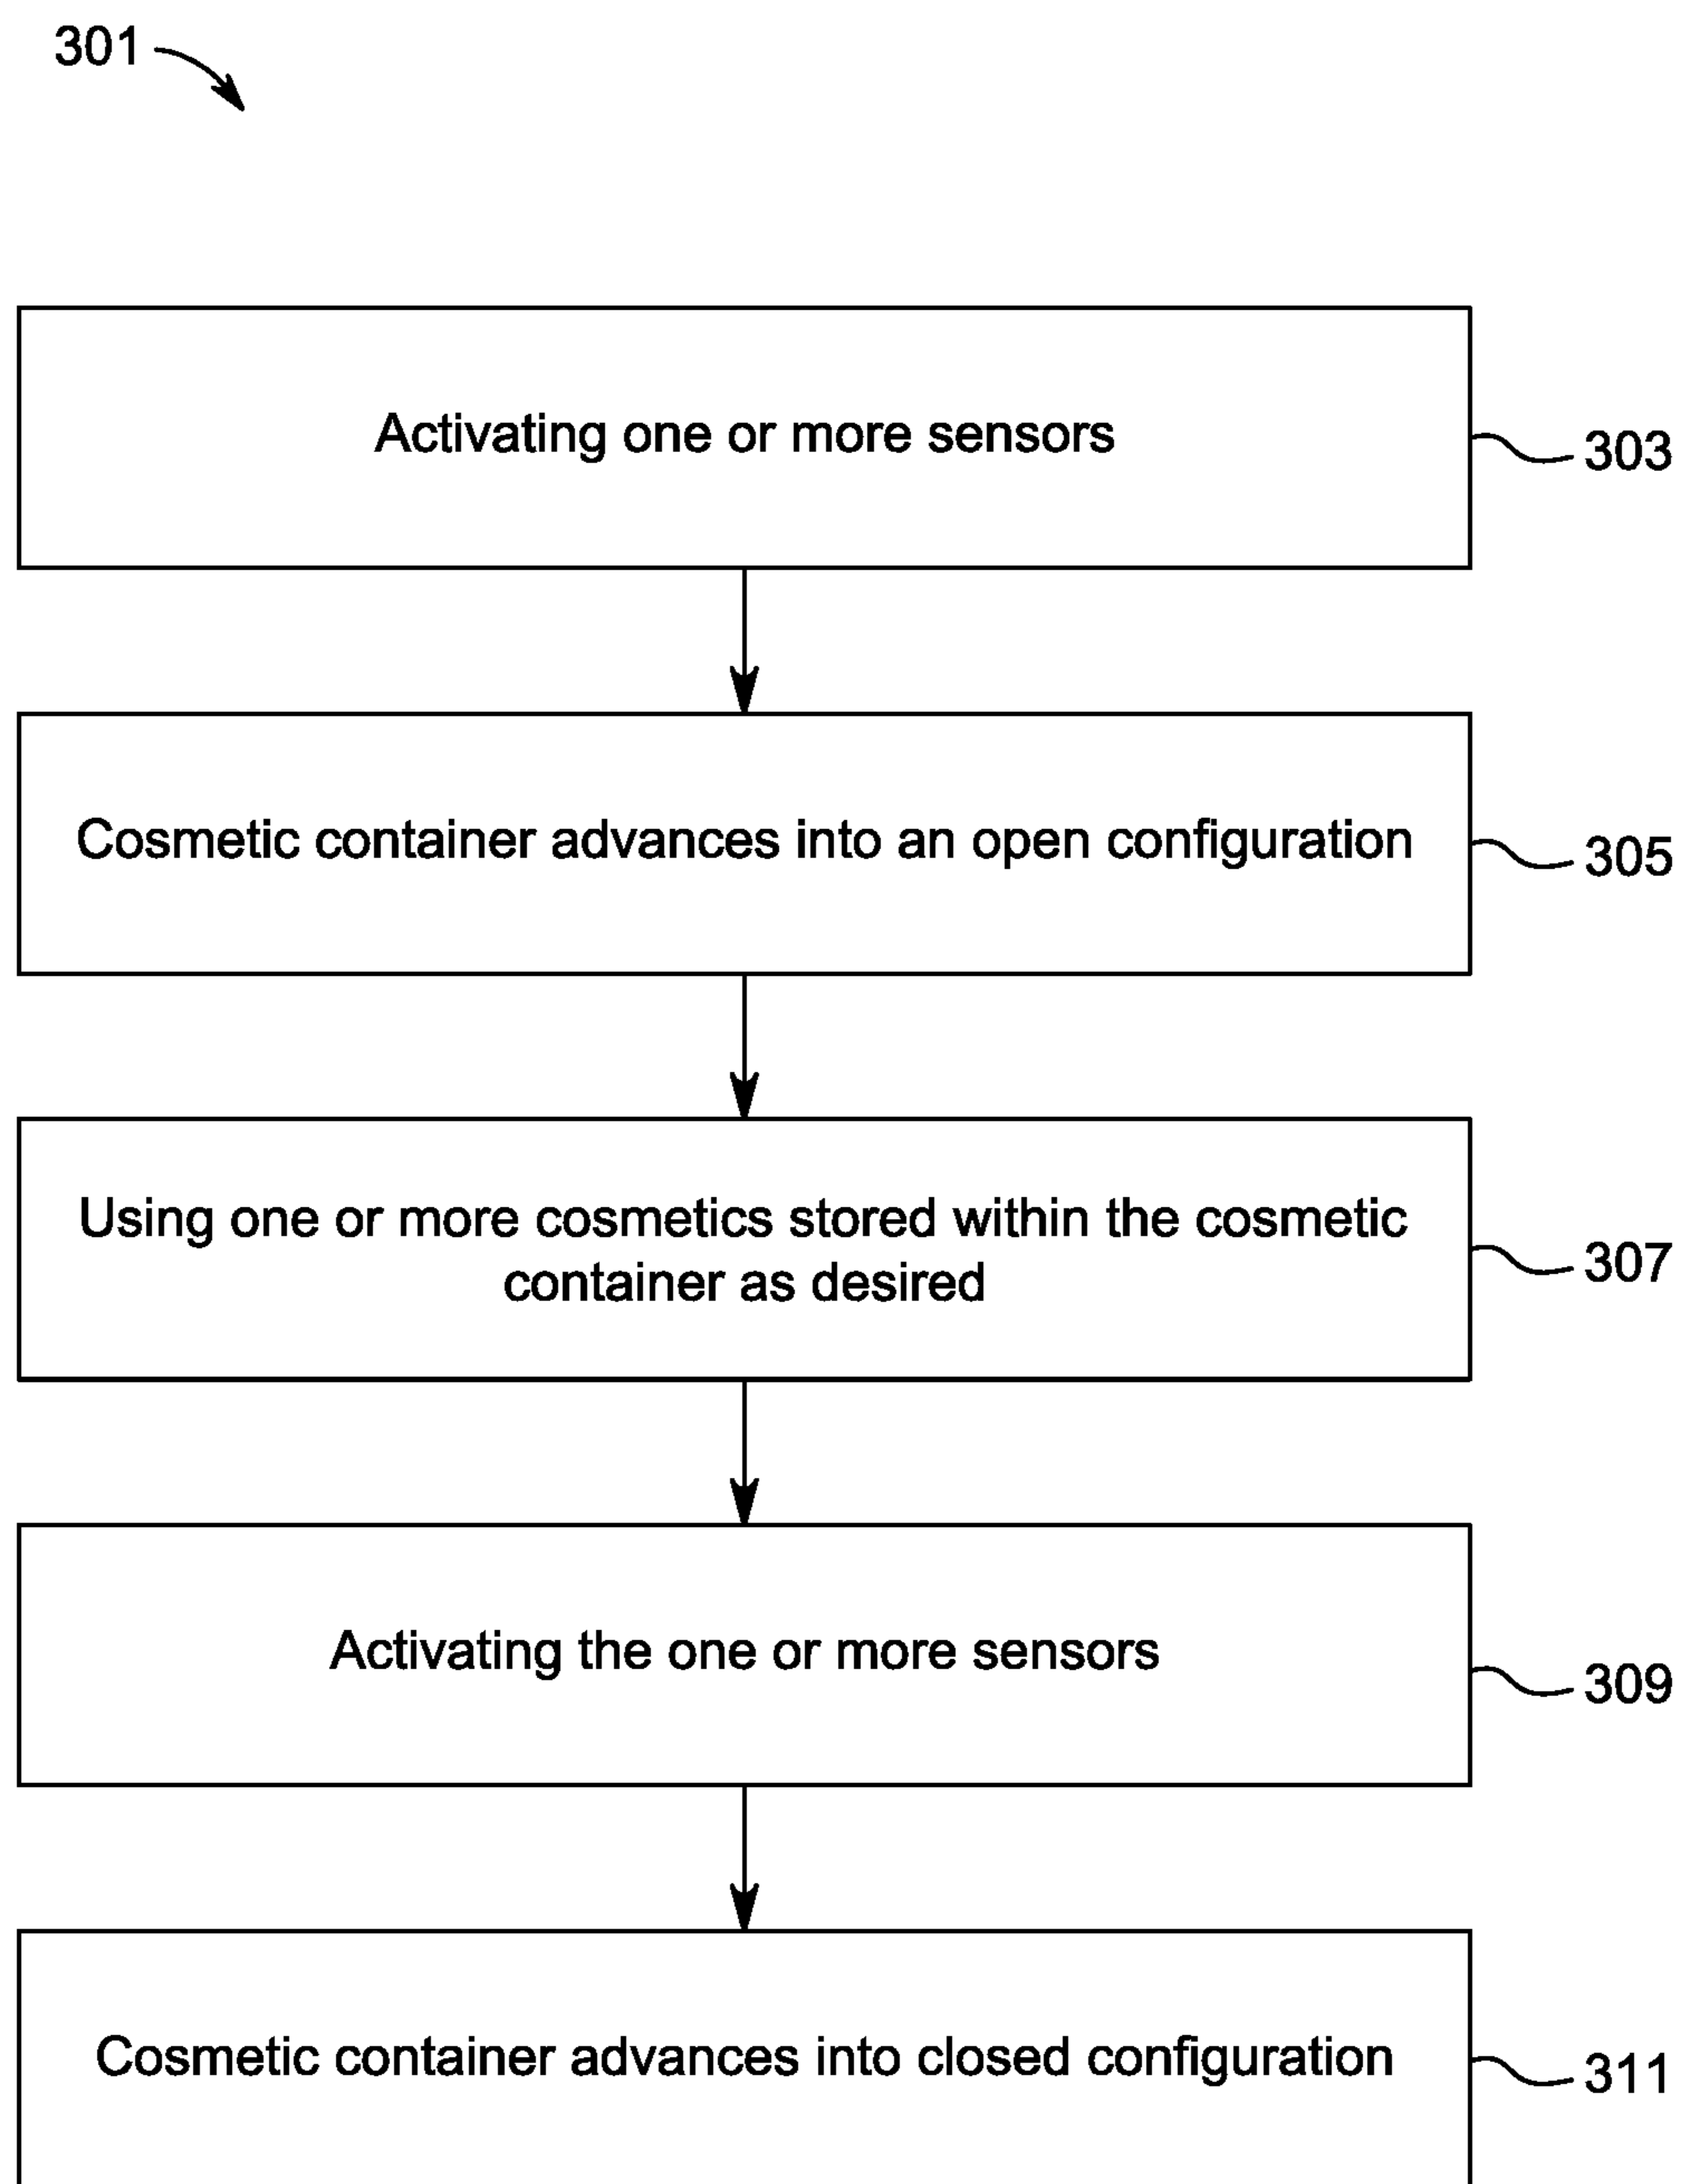 301
Activating one or more sensors
303
Cosmetic container advances into an open configuration
305
Using one or more cosmetics stored within the cosmetic
container as desired
307
Activating the one or more sensors
309
Cosmetic container advances into closed configuration
311